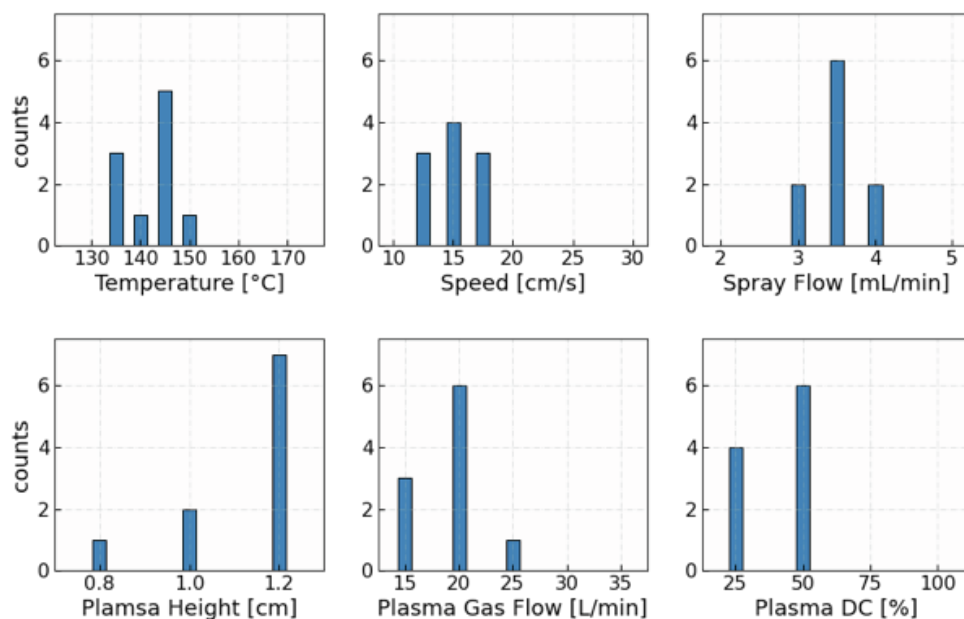 counts
6
4
2
0
130 140 150 160 170
Temperature [°C]
6
4
2
0
10 15 20 25 30
Speed [cm/s]
6
4
2
0
2 3 4 5
Spray Flow [mL/min]
counts
6
4
2
0
0.8 1.0 1.2
Plamsa Height [cm]
6
4
2
0
15 20 25 30 35
Plasma Gas Flow [L/min]
6
4
2
0
25 50 75 100
Plasma DC [%]